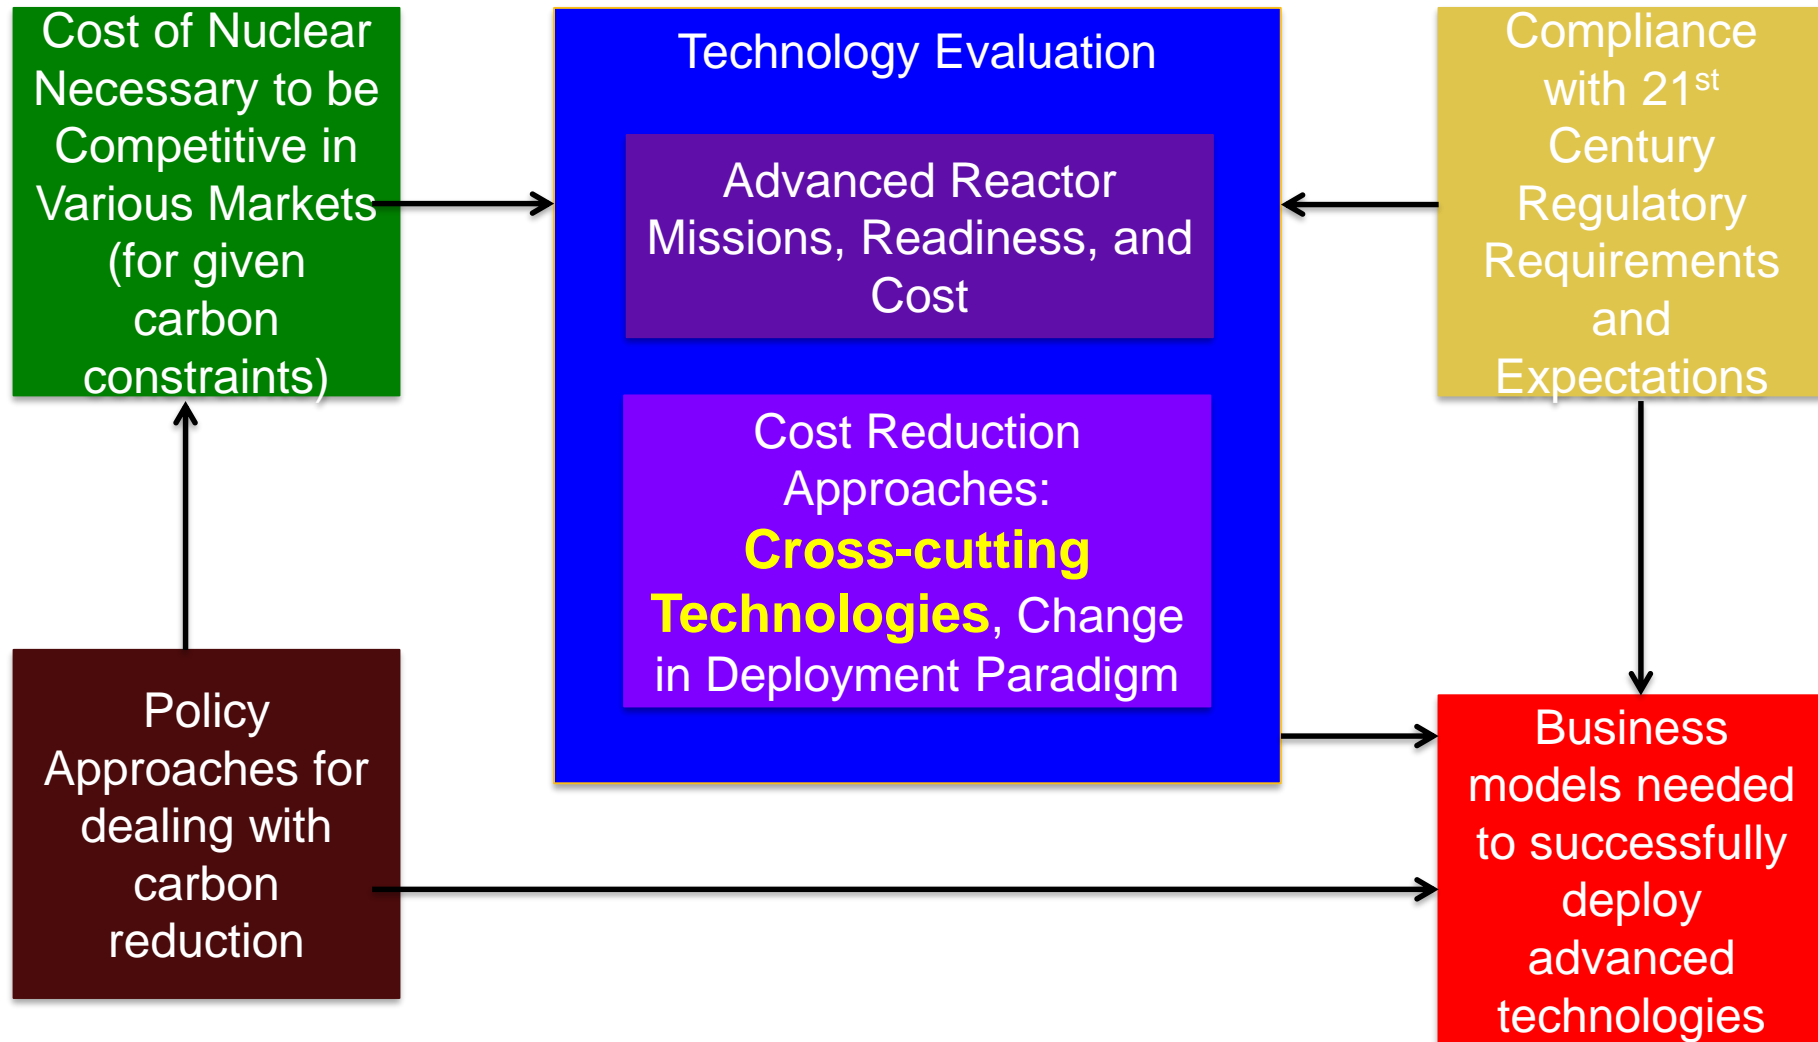 Cost of Nuclear
Necessary to be
Competitive in
Various Markets
(for given
carbon
constraints)
Technology Evaluation
Advanced Reactor
Missions, Readiness, and
Cost
Cost Reduction
Approaches:
Cross-cutting
Technologies, Change
in Deployment Paradigm
Compliance
with 21st
Century
Regulatory
Requirements
and
Expectations
Policy
Approaches for
dealing with
carbon
reduction
Business
models needed
to successfully
deploy
advanced
technologies